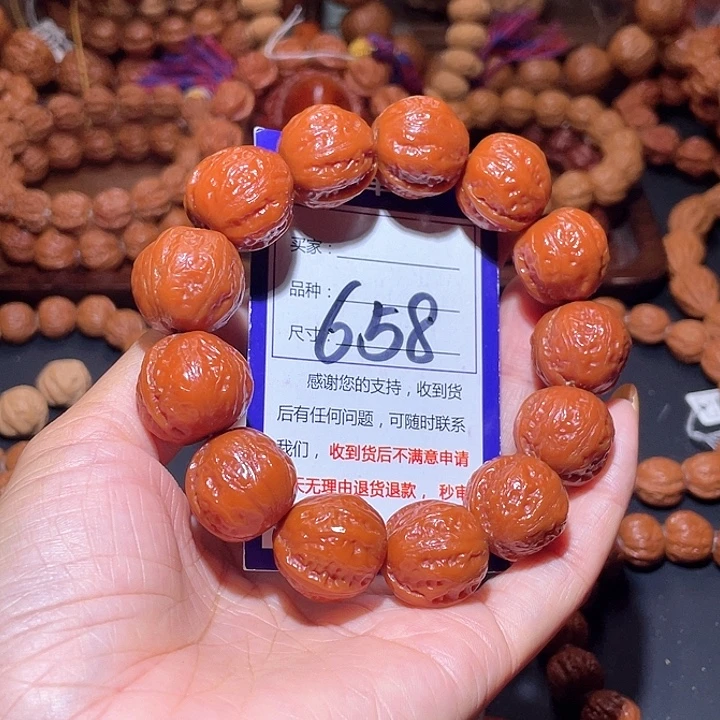 买家：
品种：
尺寸：
658
感谢您的支持，收到货
后有任何问题，可随时联系
我们，收到货后不满意申请
天无理由退货退款，秒审